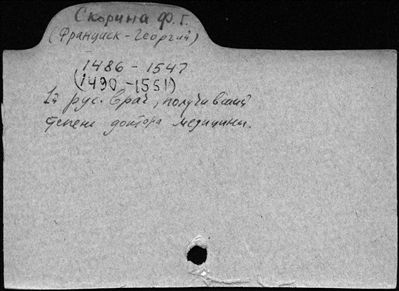 Скорина Ф. Г.
(Франциск-Георгий)
1486 - 1547
(1490 - 1551)
1й рус. врач, получивший
степень доктора медицины.